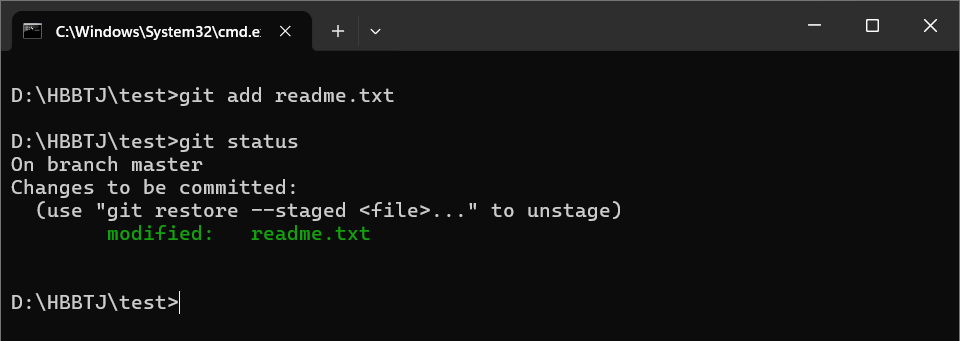 C:\Windows\System32\cmd.e
D:\HBBTJ\test>git add readme.txt
D:\HBBTJ\test>git status
On branch master
Changes to be committed:
  (use "git restore --staged <file>..." to unstage)
        modified:   readme.txt
D:\HBBTJ\test>